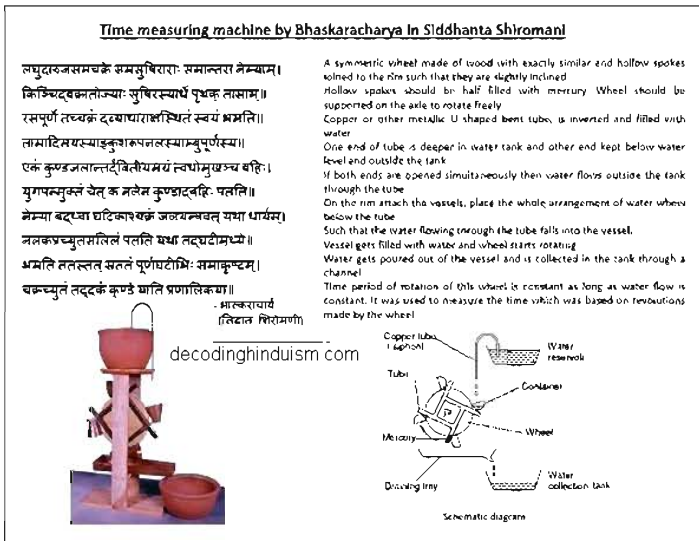 Time measuring machine by Bhaskaracharya in Siddhanta Shiromani
लघुदारुजसमचक्रे समसुषिराराः समान्तरा नेम्याम्।
किञ्चिद्वक्रतोज्याः सुषिरस्यार्धे पृथक् तासाम्॥
रसपूर्णे तच्चक्रं द्वयाधाराक्षस्थितं स्वयं भ्रमति।
एकं कुण्डजलान्तर्द्वितीयमग्रं त्वधोमुखञ्च बहिः।
युगपन्मुक्तं चेत् क नलेन कुण्डाद्बहिः पतति॥
नेम्या बद्ध्वा घटिकाश्चक्रं जलयन्त्रवत् यथा धार्यम्
नलकप्रच्युतसलिलं पतति यथा तद्घटीमध्ये॥
भ्रमति ततस्तत् सततं पूर्णघटीभिः समाकृष्टम्।
चक्रच्युतं तद्दकं कुण्डे याति प्रणालिकया॥
- भास्कराचार्य
A symmetric wheel made of wood with exactly similar and hollow spokes
joined to the rim such that they are slightly inclined
Hollow spokes should be half filled with mercury Wheel should be
supported on the axle to rotate freely
Copper or other metallic U shaped bent tube, is inverted and filled with
water
One end of tube is deeper in water tank and other end kept below water
level and outside the tank
If both ends are opened simultaneously then water flows outside the tank
through the tube
On the rim attach the vessels, place the whole arrangement of water wheel
below the tube
Such that the water flowing through the tube falls into the vessel.
Vessel gets filled with water and wheel starts rotating
Water gets poured out of the vessel and is collected in the tank through a
channel
Time period of rotation of this wheel is constant as long as water flow is
constant. It was used to measure the time which was based on revolutions
made by the wheel
decodinghinduism com
Copper tube
Water
reservoir
Tube
Container
Wheel
Mercury
Draining tray
Water
collection tank
Schematic diagram